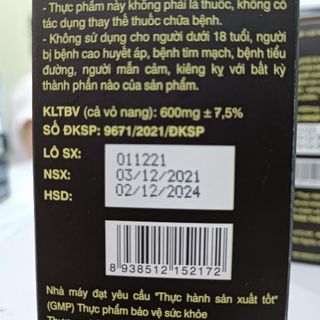 - Thực phẩm này không phải là thuốc, không có
tác dụng thay thế thuốc chữa bệnh.
- Không sử dụng cho người dưới 18 tuổi, người
bị bệnh cao huyết áp, bệnh tim mạch, bệnh tiểu
đường, người mẫn cảm, kiêng kỵ với bất kỳ
thành phần nào của sản phẩm.
KLTBV (cả vỏ nang): 600mg ± 7,5%
SỐ ĐKSP: 9671/2021/ĐKSP
LÔ SX: 011221
NSX: 03/12/2021
HSD: 02/12/2024
8 938512 152172
Nhà máy đạt yêu cầu "Thực hành sản xuất tốt"
(GMP) Thực phẩm bảo vệ sức khỏe